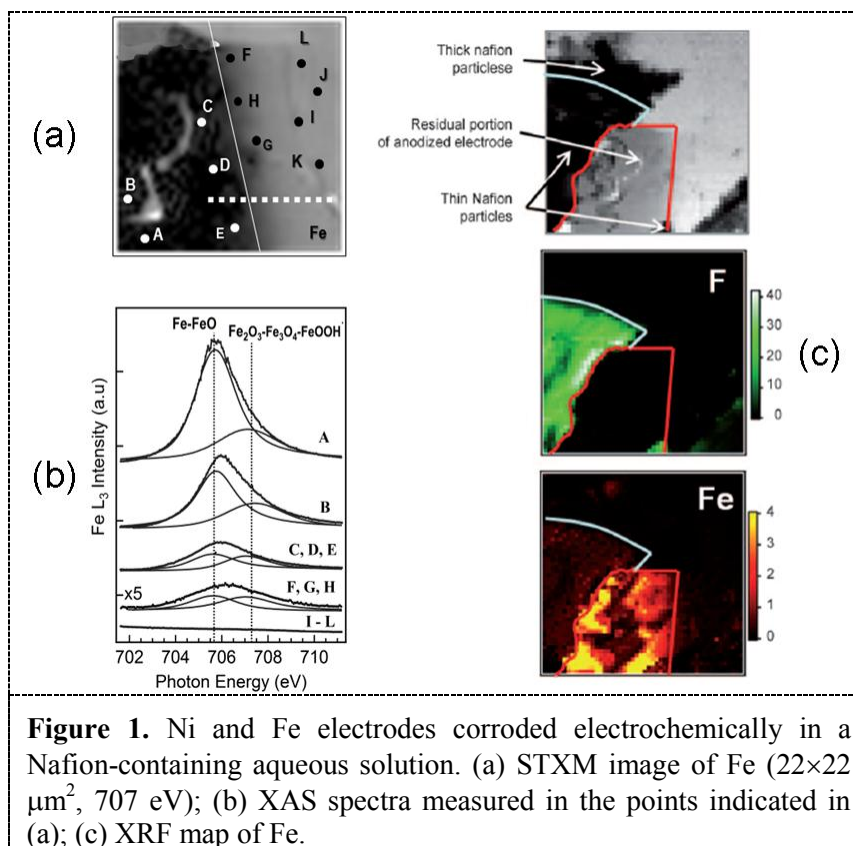 (a)
L
F
J
H
C
I
G
D
K
B
E
A
Fe
Thick nafion
particlese
Residual portion
of anodized electrode
Thin Nafion
particles
F
40
30
20
10
0
(c)
Fe
4
3
2
1
0
(b)
Fe L3 Intensity (a.u)
Fe-FeO
Fe2O3-Fe3O4-FeOOH
A
B
C, D, E
F, G, H
x5
I - L
702 704 706 708 710
Photon Energy (eV)
Figure 1. Ni and Fe electrodes corroded electrochemically in a
Nafion-containing aqueous solution. (a) STXM image of Fe (22×22
μm², 707 eV); (b) XAS spectra measured in the points indicated in
(a); (c) XRF map of Fe.